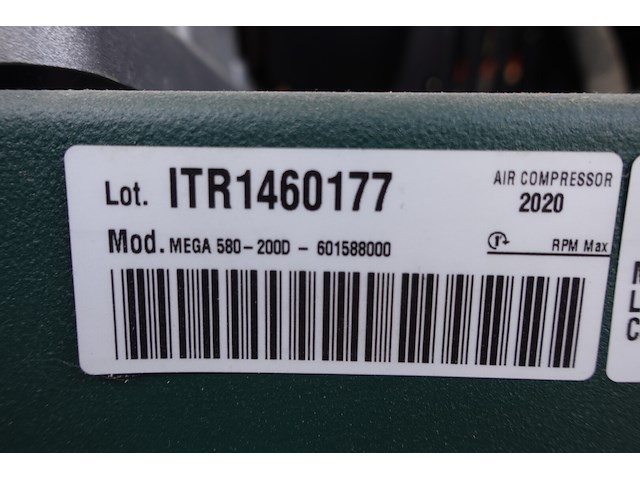 Lot. ITR1460177
Mod. MEGA 580-200D - 601588000
AIR COMPRESSOR
2020
RPM Max